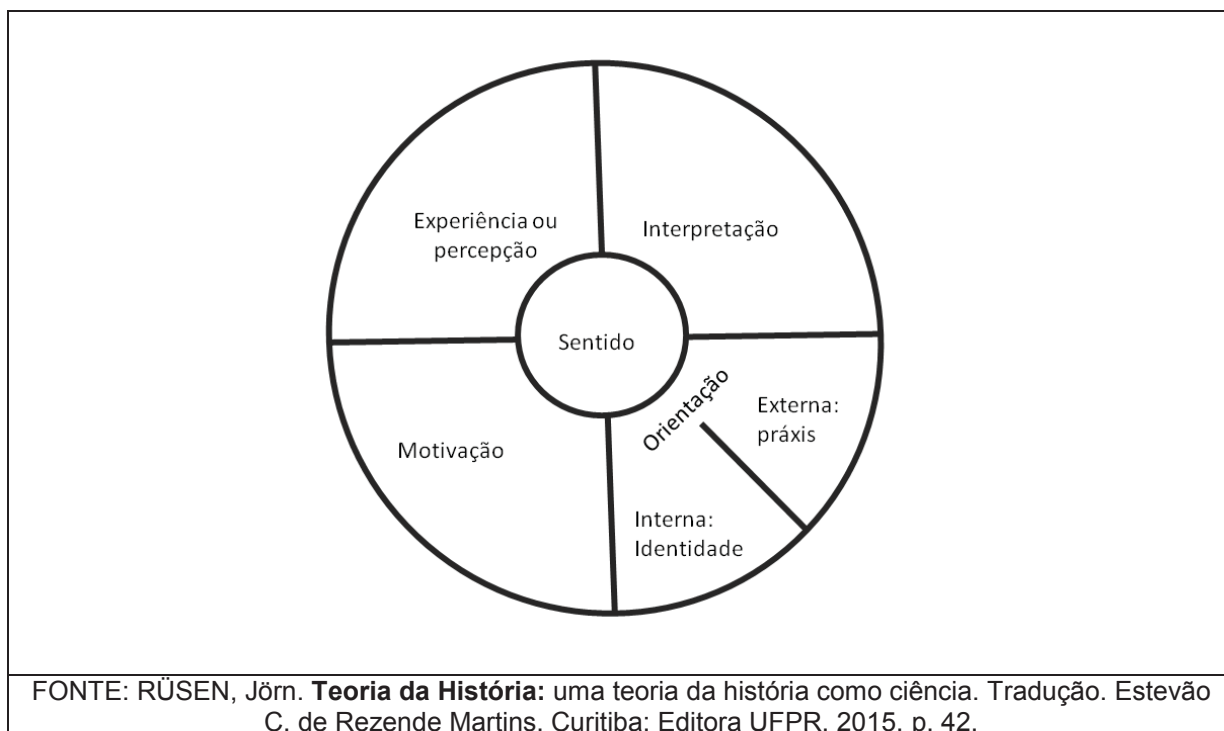 Experiência ou
percepção
Interpretação
Sentido
Motivação
Orientação
Externa:
práxis
Interna:
Identidade
FONTE: RÜSEN, Jörn. Teoria da História: uma teoria da história como ciência. Tradução. Estevão
C. de Rezende Martins. Curitiba: Editora UFPR, 2015, p. 42.